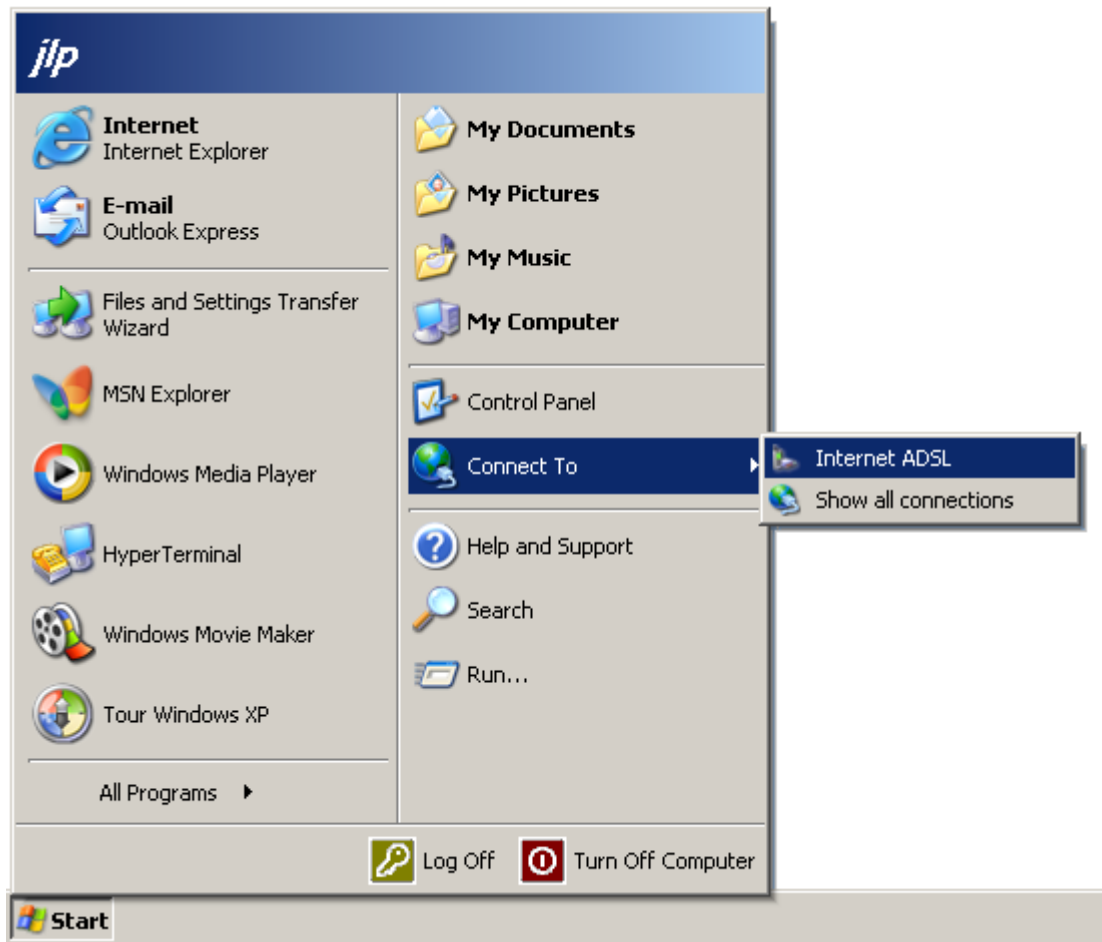 jlp
Internet
Internet Explorer
E-mail
Outlook Express
Files and Settings Transfer
Wizard
MSN Explorer
Windows Media Player
HyperTerminal
Windows Movie Maker
Tour Windows XP
All Programs
My Documents
My Pictures
My Music
My Computer
Control Panel
Connect To
Internet ADSL
Show all connections
Help and Support
Search
Run...
Log Off
Turn Off Computer
Start